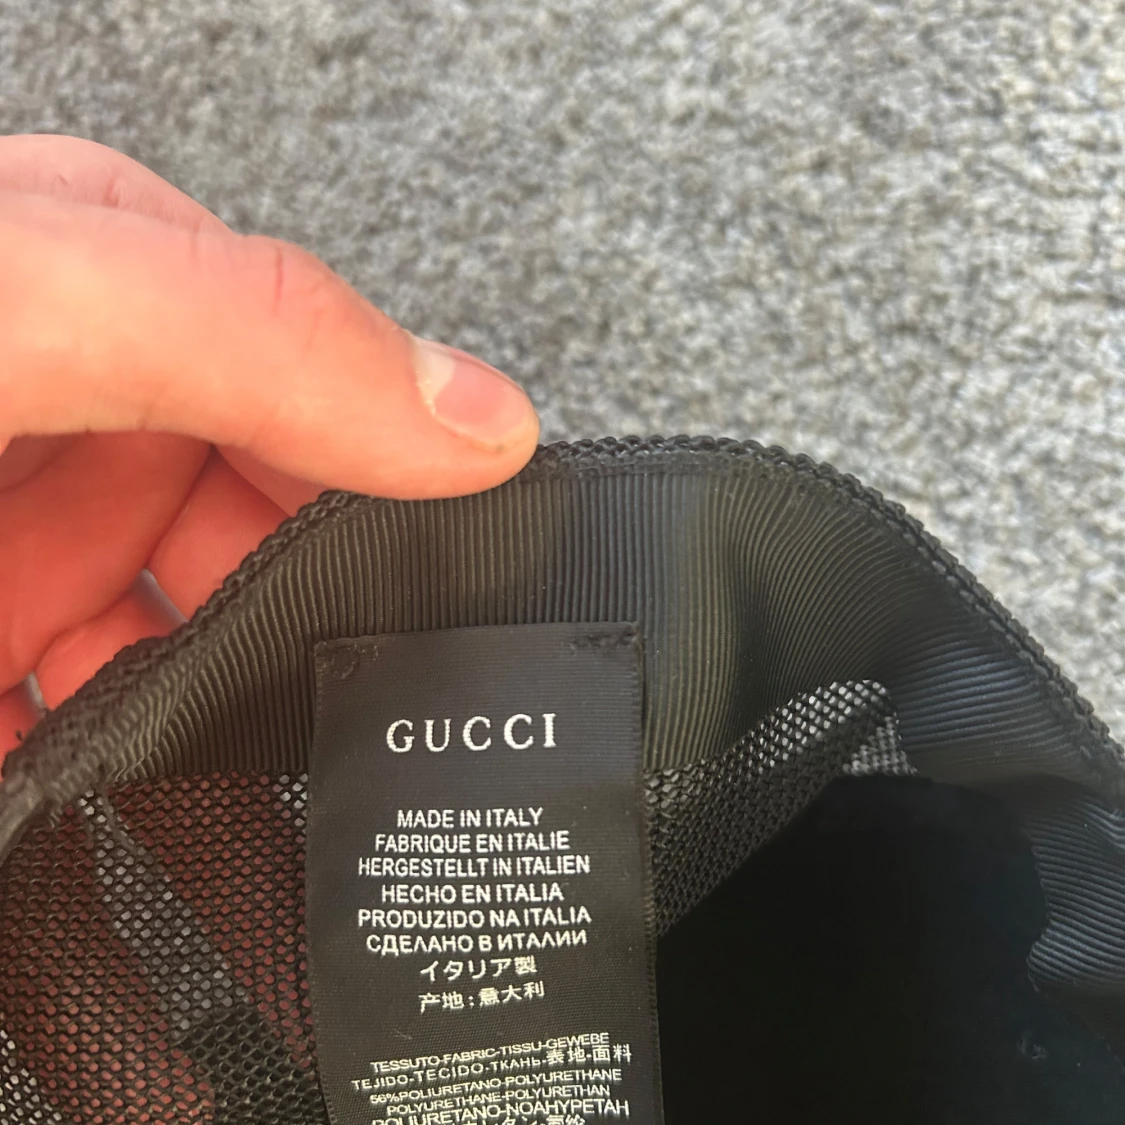 GUCCI
MADE IN ITALY
FABRIQUE EN ITALIE
HERGESTELLT IN ITALIEN
HECHO EN ITALIA
PRODUZIDO NA ITALIA
СДЕЛАНО В ИТАЛИИ
イタリア製
产地:意大利
TESSUTO-FABRIC-TISSU-GEWEBE
TEJIDO-TECIDO-ТКАНЬ-表地-面料
56%POLIURETANO-POLYURETHANE
POLYURETHANE-POLYURETHAN
POLIURETANO-ПОЛИУРЕТАН